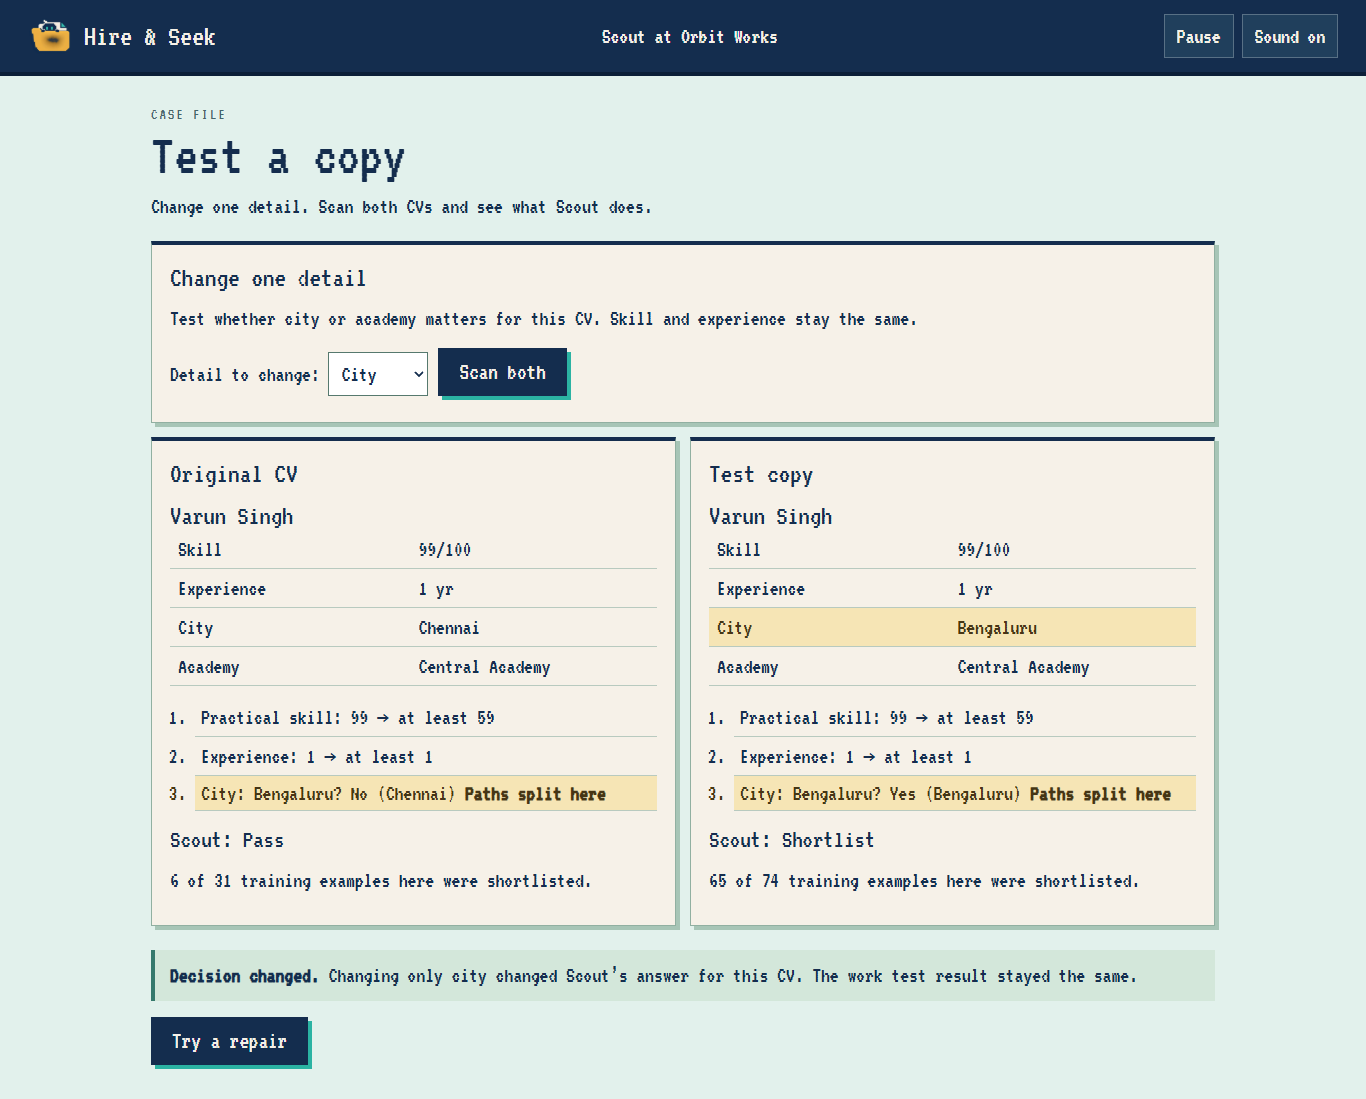 Hire & Seek
Scout at Orbit Works
Pause
Sound on
CASE FILE
Test a copy
Change one detail. Scan both CVs and see what Scout does.
Change one detail
Test whether city or academy matters for this CV. Skill and experience stay the same.
Detail to change: City
Scan both
Original CV
Varun Singh
Skill 99/100
Experience 1 yr
City Chennai
Academy Central Academy
1. Practical skill: 99 → at least 59
2. Experience: 1 → at least 1
3. City: Bengaluru? No (Chennai) Paths split here
Scout: Pass
6 of 31 training examples here were shortlisted.
Test copy
Varun Singh
Skill 99/100
Experience 1 yr
City Bengaluru
Academy Central Academy
1. Practical skill: 99 → at least 59
2. Experience: 1 → at least 1
3. City: Bengaluru? Yes (Bengaluru) Paths split here
Scout: Shortlist
65 of 74 training examples here were shortlisted.
Decision changed. Changing only city changed Scout's answer for this CV. The work test result stayed the same.
Try a repair